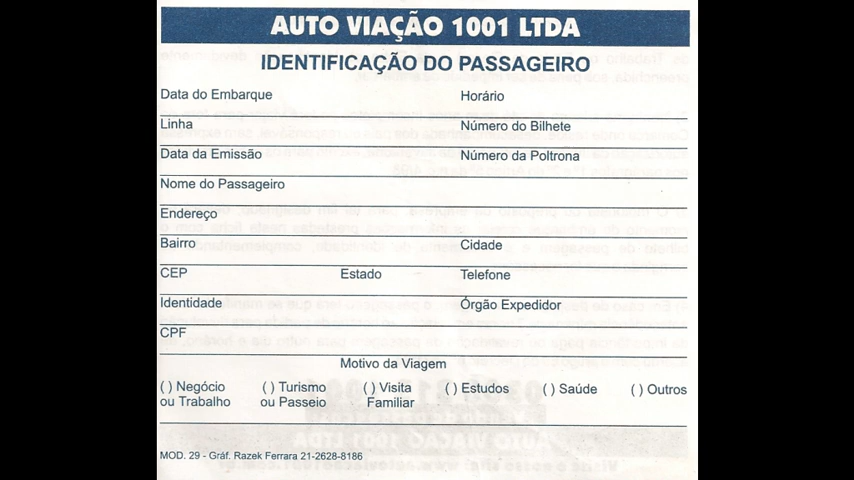 AUTO VIAÇÃO 1001 LTDA
IDENTIFICAÇÃO DO PASSAGEIRO
Data do Embarque Horário
Linha Número do Bilhete
Data da Emissão Número da Poltrona
Nome do Passageiro
Endereço
Bairro Cidade
CEP Estado Telefone
Identidade Órgão Expedidor
CPF
Motivo da Viagem
( ) Negócio ( ) Turismo ( ) Visita ( ) Estudos ( ) Saúde ( ) Outros
ou Trabalho ou Passeio Familiar
MOD. 29 - Gráf. Razek Ferrara 21-2628-8186